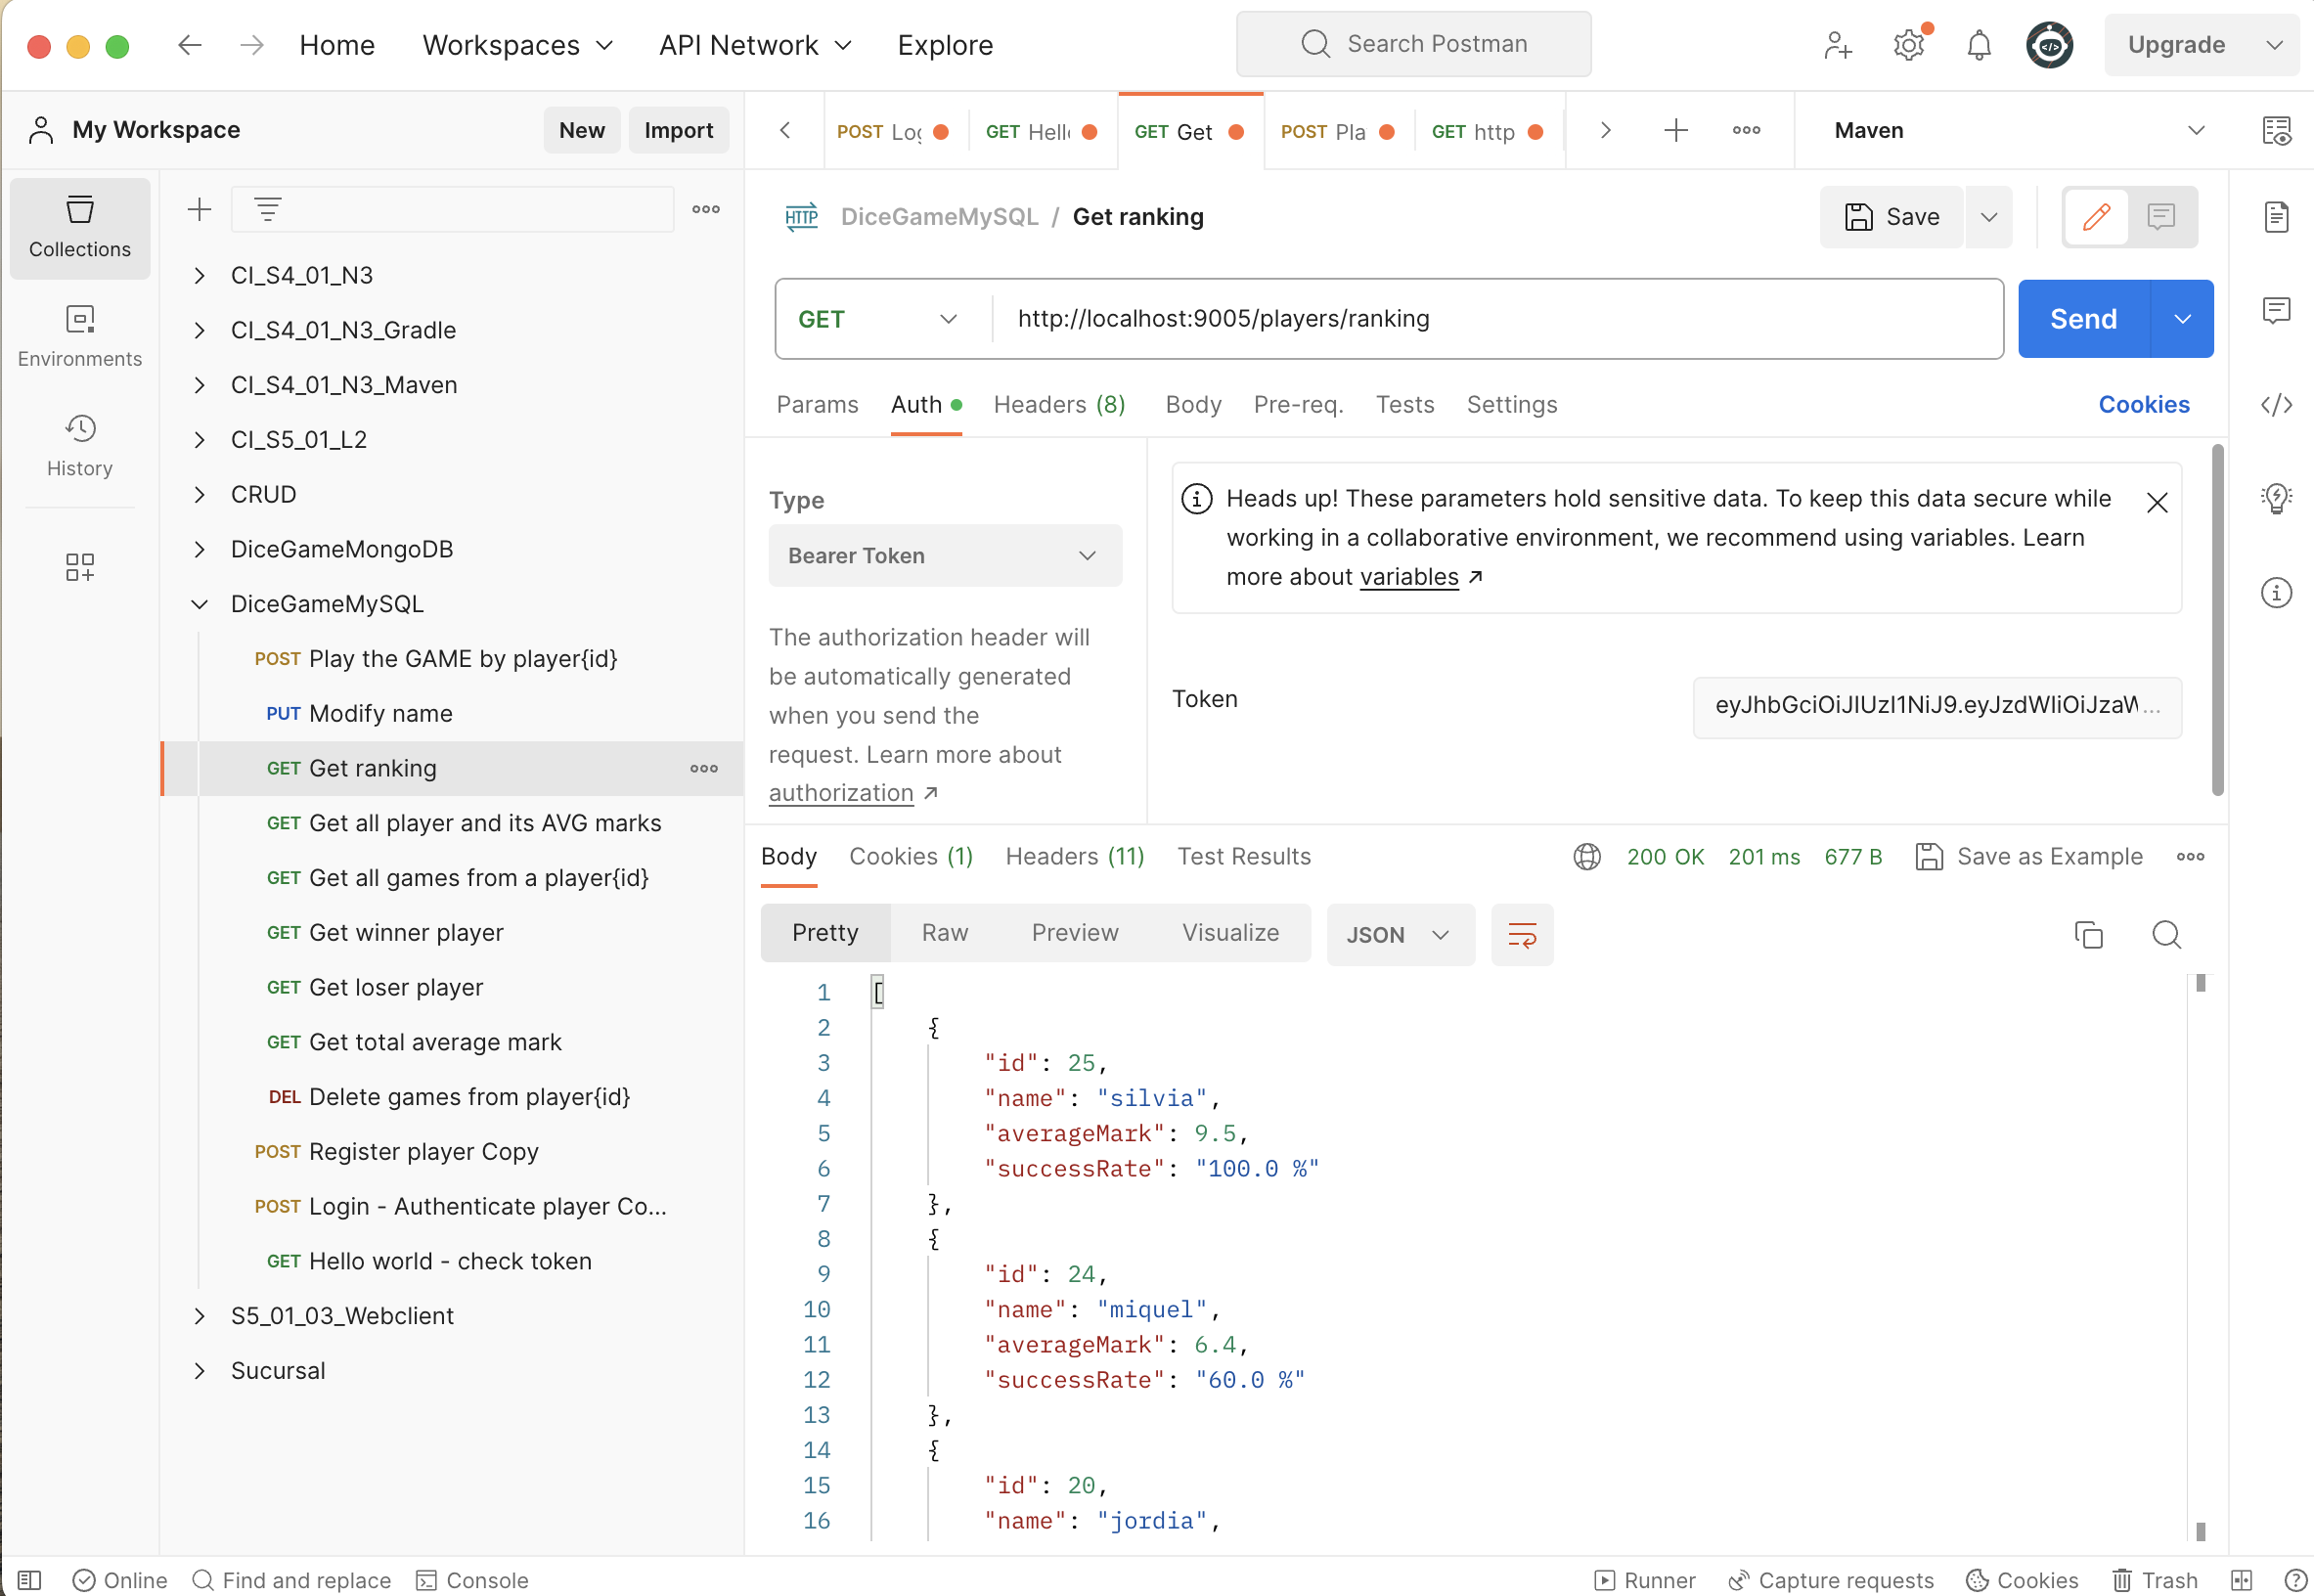 Home Workspaces API Network Explore Search Postman Upgrade
My Workspace New Import
POST Log GET Hell GET Get POST Pla GET http Maven
Collections
Environments
History
CI_S4_01_N3
CI_S4_01_N3_Gradle
CI_S4_01_N3_Maven
CI_S5_01_L2
CRUD
DiceGameMongoDB
DiceGameMySQL
POST Play the GAME by player{id}
PUT Modify name
GET Get ranking
GET Get all player and its AVG marks
GET Get all games from a player{id}
GET Get winner player
GET Get loser player
GET Get total average mark
DEL Delete games from player{id}
POST Register player Copy
POST Login - Authenticate player Co...
GET Hello world - check token
S5_01_03_Webclient
Sucursal
HTTP DiceGameMySQL / Get ranking Save
GET http://localhost:9005/players/ranking Send
Params Auth Headers (8) Body Pre-req. Tests Settings Cookies
Type
Bearer Token
The authorization header will
be automatically generated
when you send the
request. Learn more about
authorization ↗
Heads up! These parameters hold sensitive data. To keep this data secure while
working in a collaborative environment, we recommend using variables. Learn
more about variables ↗
Token eyJhbGciOiJIUzI1NiJ9.eyJzdWIiOiJzaW...
Body Cookies (1) Headers (11) Test Results 200 OK 201 ms 677 B Save as Example
Pretty Raw Preview Visualize JSON
1 [
2 {
3 "id": 25,
4 "name": "silvia",
5 "averageMark": 9.5,
6 "successRate": "100.0 %"
7 },
8 {
9 "id": 24,
10 "name": "miquel",
11 "averageMark": 6.4,
12 "successRate": "60.0 %"
13 },
14 {
15 "id": 20,
16 "name": "jordia",
Online Find and replace Console Runner Capture requests Cookies Trash